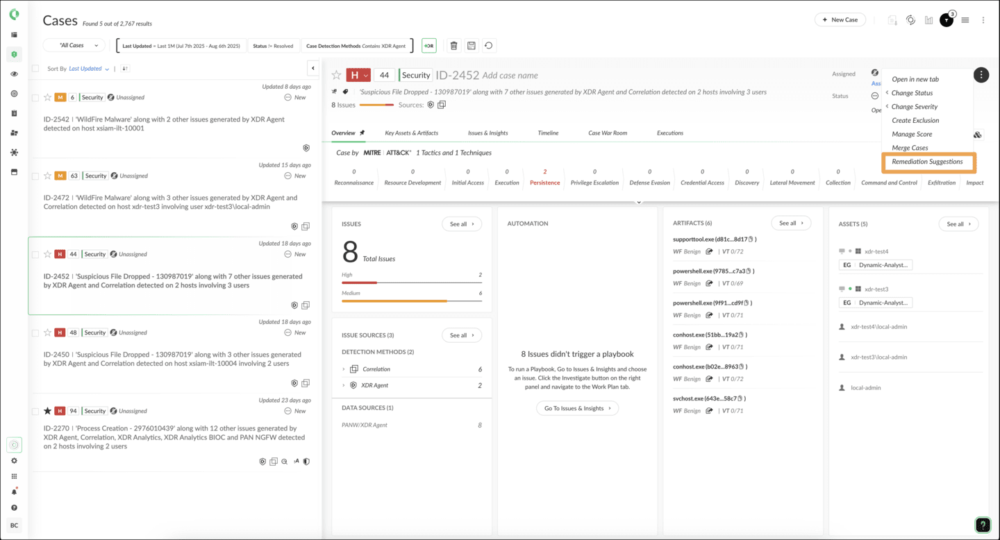 Cases
Found 5 out of 2,767 results
New Case
3
*All Cases
Last Updated = Last 1M (Jul 7th 2025 - Aug 6th 2025)
Status != Resolved
Case Detection Methods Contains XDR Agent
+OR
Sort By Last Updated
Updated 8 days ago
M 6 Security Unassigned New
ID-2542 | 'WildFire Malware' along with 2 other issues generated by XDR Agent
detected on host xsiam-ilt-10001
Updated 15 days ago
M 63 Security Unassigned New
ID-2472 | 'WildFire Malware' along with 3 other issues generated by XDR Agent and
Correlation detected on host xdr-test3 involving user xdr-test3\local-admin
Updated 18 days ago
H 44 Security Unassigned New
ID-2452 | 'Suspicious File Dropped - 130987019' along with 7 other issues generated
by XDR Agent and Correlation detected on 2 hosts involving 3 users
Updated 18 days ago
H 48 Security Unassigned New
ID-2450 | 'Suspicious File Dropped - 130987019' along with 3 other issues generated
by XDR Agent and Correlation detected on host xsiam-ilt-10004 involving 2 users
Updated 23 days ago
H 94 Security Unassigned New
ID-2270 | 'Process Creation - 2976010439' along with 12 other issues generated by
XDR Agent, Correlation, XDR Analytics, XDR Analytics BIOC and PAN NGFW detected
on 2 hosts involving 2 users
BC
H 44 Security ID-2452 Add case name
'Suspicious File Dropped - 130987019' along with 7 other issues generated by XDR Agent and Correlation detected on 2 hosts involving 3 users
8 Issues Sources:
Assigned
Assi
Status
Ope
Open in new tab
Change Status
Change Severity
Create Exclusion
Manage Score
Merge Cases
Remediation Suggestions
Overview Key Assets & Artifacts Issues & Insights Timeline Case War Room Executions
Case by MITRE | ATT&CK® 1 Tactics and 1 Techniques
0 0 0 0 2 0 0 0 0 0 0
Reconnaissance Resource Development Initial Access Execution Persistence Privilege Escalation Defense Evasion Credential Access Discovery Lateral Movement Collection Command and Control Exfiltration Impact
ISSUES See all
8 Total Issues
High 2
Medium 6
ISSUE SOURCES (3) See all
DETECTION METHODS (2)
Correlation 6
XDR Agent 2
DATA SOURCES (1)
PANW/XDR Agent 8
AUTOMATION
8 Issues didn't trigger a playbook
To run a Playbook, Go to Issues & Insights and choose
an issue. Click the Investigate button on the right
panel and navigate to the Work Plan tab.
Go To Issues & Insights
ARTIFACTS (6) See all
supporttool.exe (d81c...8d17 )
WF Benign | VT 0/72
powershell.exe (9785...c7a3 )
WF Benign | VT 0/69
powershell.exe (9f91...cd9f )
WF Benign | VT 0/71
conhost.exe (51bb...19a2 )
WF Benign | VT 0/71
conhost.exe (b02e...8963 )
WF Benign | VT 0/72
svchost.exe (643e...58c7 )
WF Benign | VT 0/71
ASSETS (5) See all
xdr-test4
EG Dynamic-Analyst...
xdr-test3
EG Dynamic-Analyst...
xdr-test4\local-admin
xdr-test3\local-admin
local-admin
?